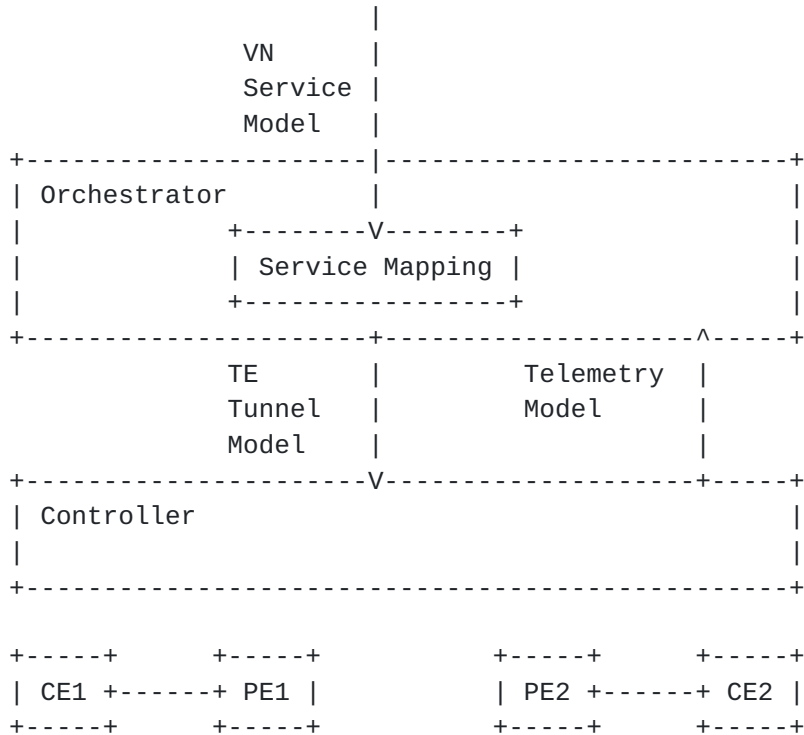 VN
Service
Model
Orchestrator
Service Mapping
TE Telemetry
Tunnel Model
Model
Controller
CE1 PE1 PE2 CE2